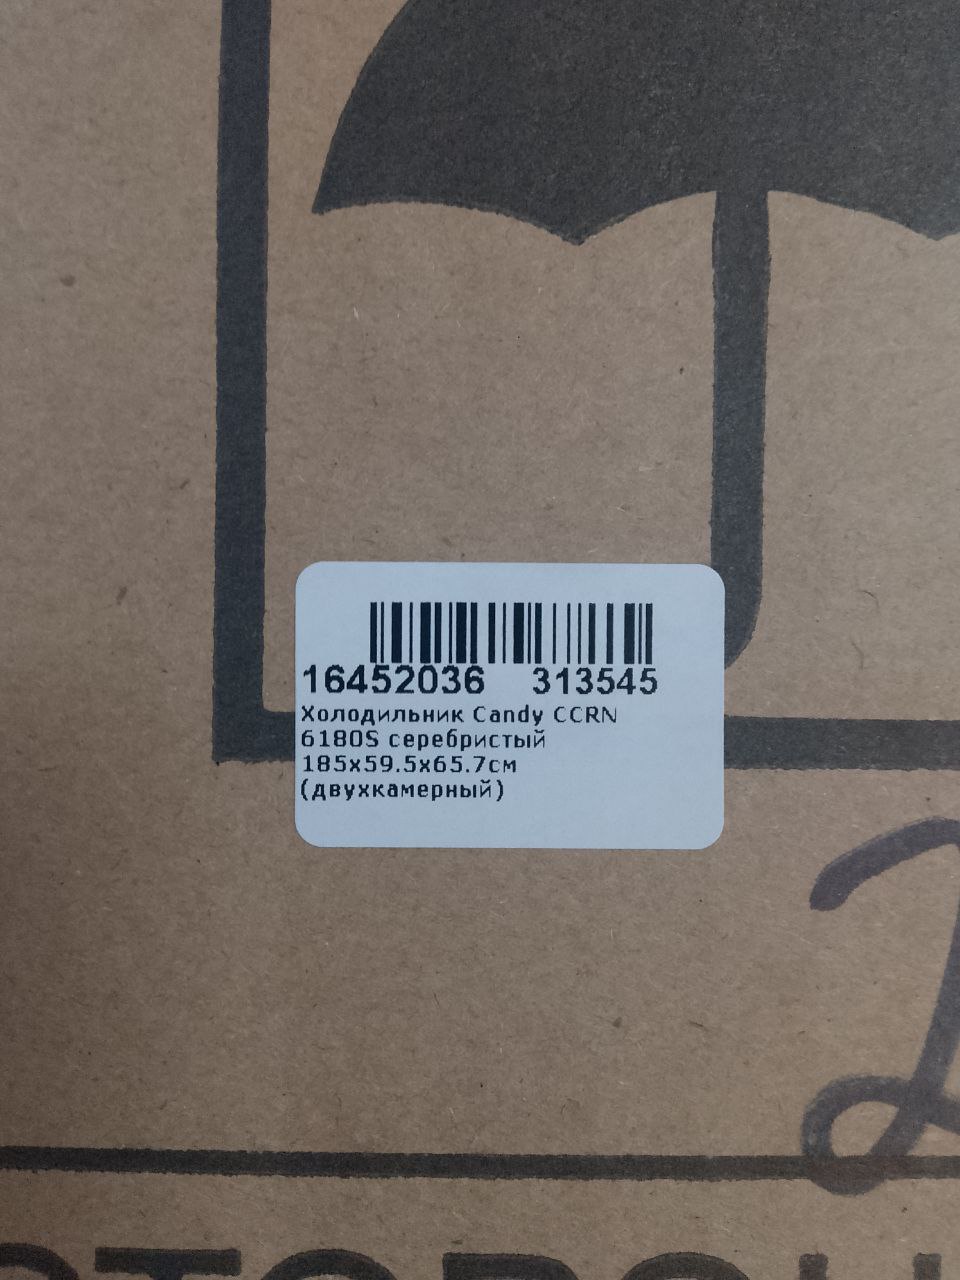 16452036 313545
Холодильник Candy CCRN
6180S серебристый
185x59.5x65.7см
(двухкамерный)